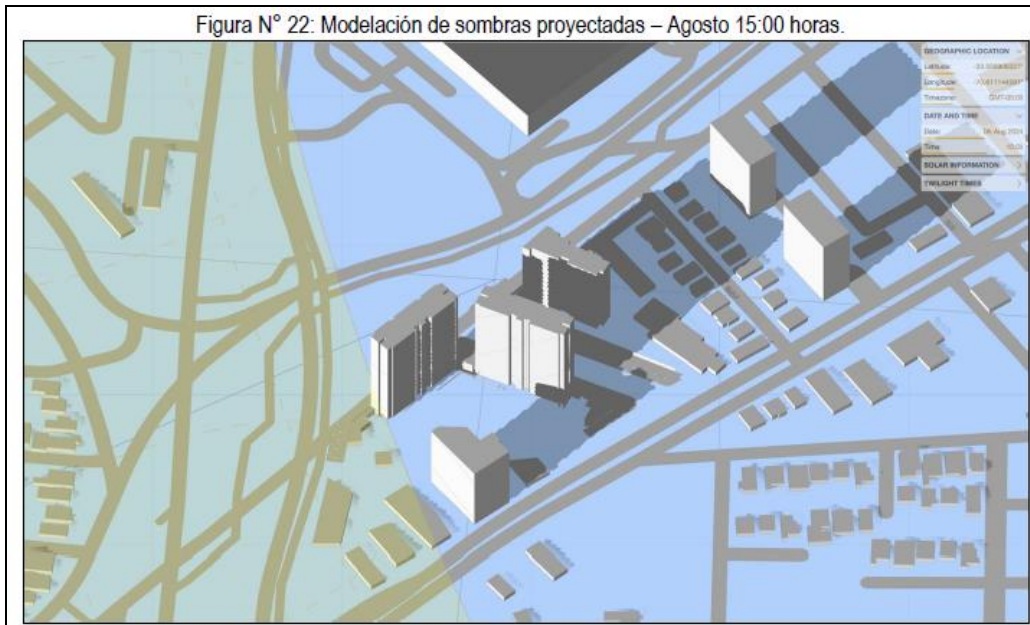 Figura N° 22: Modelación de sombras proyectadas – Agosto 15:00 horas.
GEOGRAPHIC LOCATION
Latitude:
Longitude:
Timezone:
DATE AND TIME
Date:
Time:
SOLAR INFORMATION
TWILIGHT TIMES